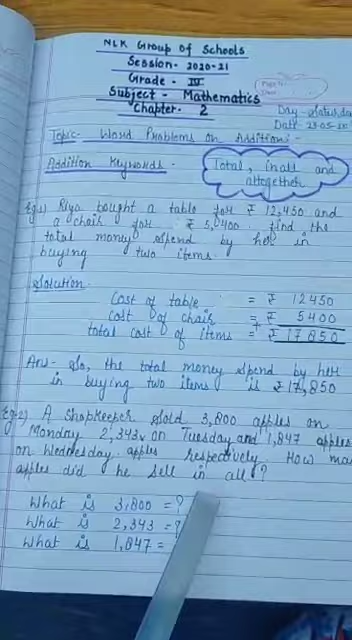 NLK Group of Schools
Session - 2020-21
Grade - IV
Subject - Mathematics
Chapter - 2
Day - Saturda
Date - 23-05-20
Topic - Word Problems on Addition:-
Addition Keywords -
Total, inall and
altogether
Eg:1) Riya bought a table for ₹ 12,450 and
a chair for ₹ 5,400. find the
total money spend by her in
buying two items.
Solution
Cost of table = ₹ 12450
cost of chair = ₹ 5400
+
total cost of items = ₹ 17850
Ans - So, the total money spend by her
in buying two items is ₹ 17,850
Eg:2) A Shopkeeper sold 3,800 apples on
Monday 2,343 on Tuesday and 1,847 apples
on Wednesday apples respectively. How ma
apples did he sell in all?
What is 3,800 = ?
What is 2,343 = ?
What is 1,847 =